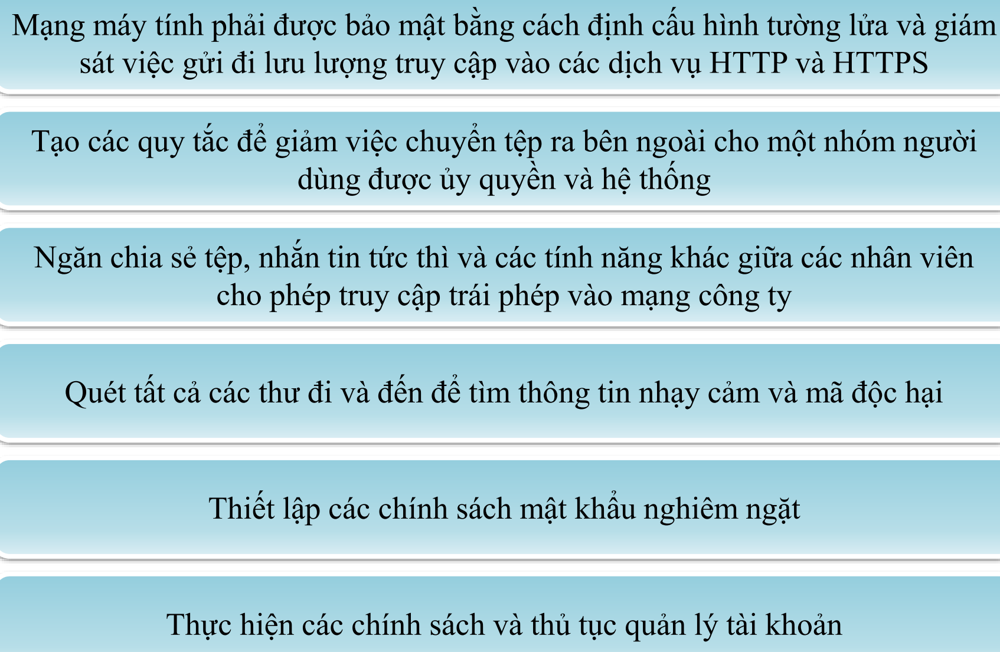 Mạng máy tính phải được bảo mật bằng cách định cấu hình tường lửa và giám
sát việc gửi đi lưu lượng truy cập vào các dịch vụ HTTP và HTTPS
Tạo các quy tắc để giảm việc chuyển tệp ra bên ngoài cho một nhóm người
dùng được ủy quyền và hệ thống
Ngăn chia sẻ tệp, nhắn tin tức thì và các tính năng khác giữa các nhân viên
cho phép truy cập trái phép vào mạng công ty
Quét tất cả các thư đi và đến để tìm thông tin nhạy cảm và mã độc hại
Thiết lập các chính sách mật khẩu nghiêm ngặt
Thực hiện các chính sách và thủ tục quản lý tài khoản